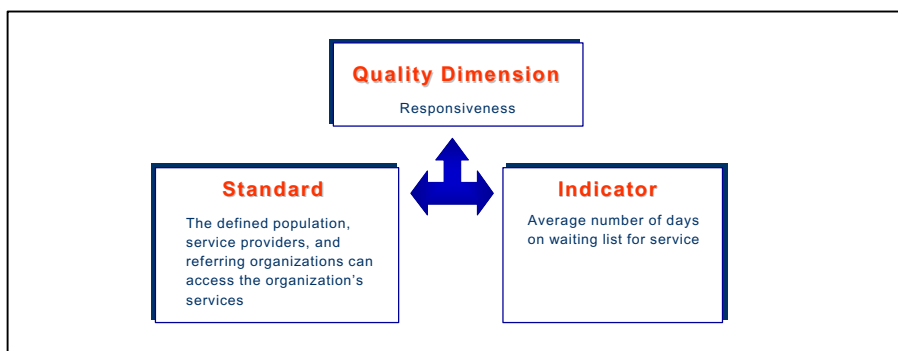 Quality Dimension
Responsiveness
Standard
The defined population,
service providers, and
referring organizations can
access the organization’s
services
Indicator
Average number of days
on waiting list for service